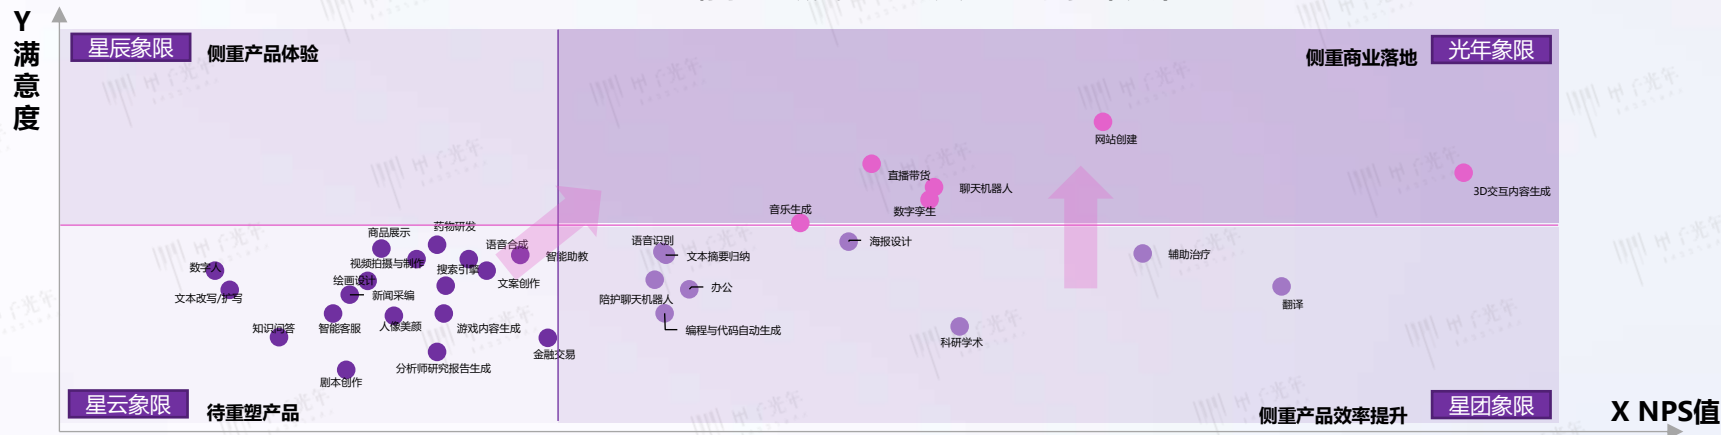 Y
满
意
度
星辰象限
侧重产品体验
侧重商业落地
光年象限
网站创建
直播带货
聊天机器人
3D交互内容生成
数字孪生
音乐生成
药物研发
商品展示
语音合成
智能助教
语音识别
海报设计
文本摘要归纳
辅助治疗
数字人
视频拍摄与制作
搜索引擎
绘画设计
文案创作
文本改写/扩写
新闻采编
陪护聊天机器人
办公
翻译
知识问答
智能客服
人像美颜
游戏内容生成
编程与代码自动生成
科研学术
金融交易
分析师研究报告生成
剧本创作
星云象限
待重塑产品
侧重产品效率提升
星团象限
X NPS值
甲子光年